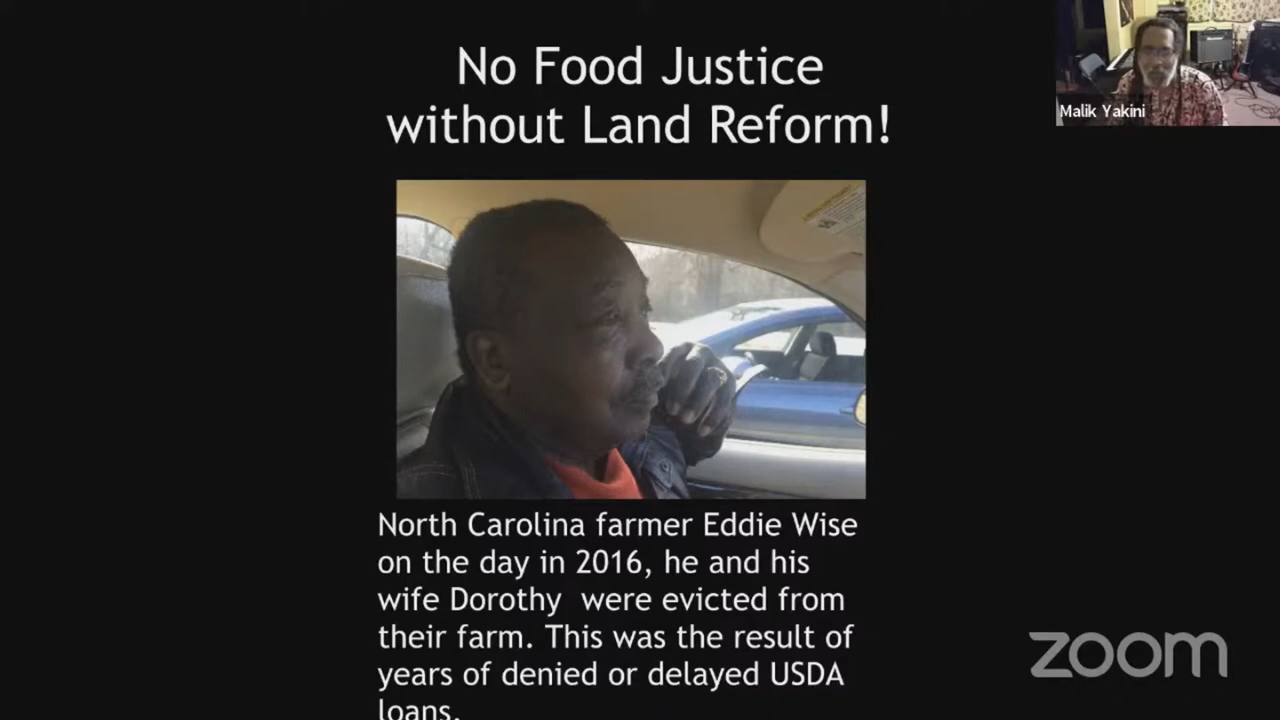 No Food Justice
without Land Reform!
Malik Yakini
North Carolina farmer Eddie Wise
on the day in 2016, he and his
wife Dorothy were evicted from
their farm. This was the result of
years of denied or delayed USDA
loans.
zoom